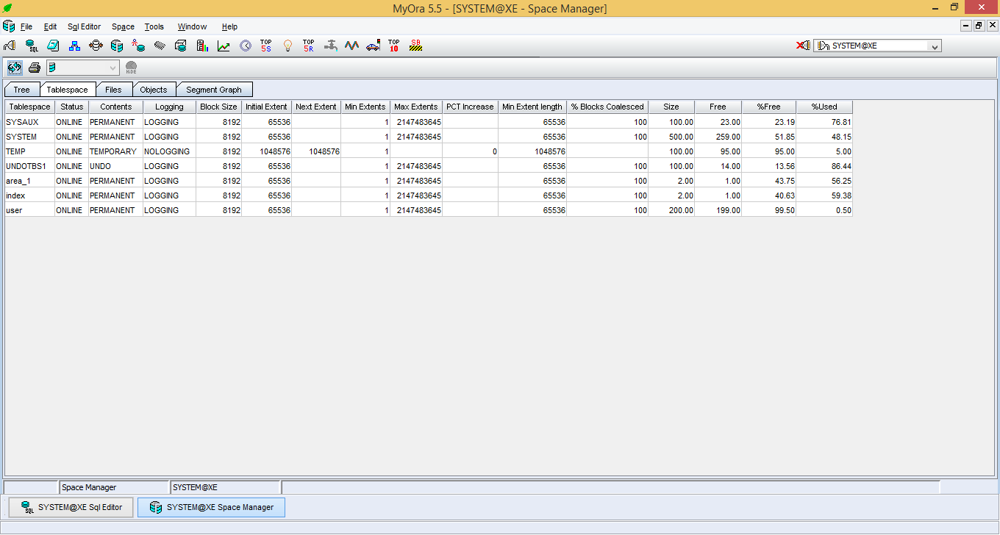 MyOra 5.5 - [SYSTEM@XE - Space Manager]
File Edit Sql Editor Space Tools Window Help
SQL TOP 5S TOP 5R TOP 10 SB SYSTEM@XE
HIDE
Tree Tablespace Files Objects Segment Graph
Tablespace Status Contents Logging Block Size Initial Extent Next Extent Min Extents Max Extents PCT Increase Min Extent length % Blocks Coalesced Size Free %Free %Used
SYSAUX ONLINE PERMANENT LOGGING 8192 65536 1 2147483645 65536 100 100.00 23.00 23.19 76.81
SYSTEM ONLINE PERMANENT LOGGING 8192 65536 1 2147483645 65536 100 500.00 259.00 51.85 48.15
TEMP ONLINE TEMPORARY NOLOGGING 8192 1048576 1048576 1 0 1048576 100.00 95.00 95.00 5.00
UNDOTBS1 ONLINE UNDO LOGGING 8192 65536 1 2147483645 65536 100 100.00 14.00 13.56 86.44
area_1 ONLINE PERMANENT LOGGING 8192 65536 1 2147483645 65536 100 2.00 1.00 43.75 56.25
index ONLINE PERMANENT LOGGING 8192 65536 1 2147483645 65536 100 2.00 1.00 40.63 59.38
user ONLINE PERMANENT LOGGING 8192 65536 1 2147483645 65536 100 200.00 199.00 99.50 0.50
Space Manager SYSTEM@XE
SQL SYSTEM@XE Sql Editor SYSTEM@XE Space Manager